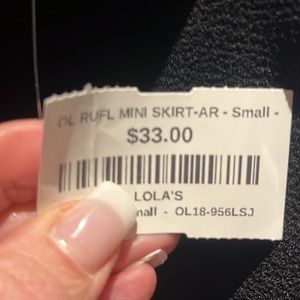 OL RUFL MINI SKIRT-AR - Small -
$33.00
LOLA'S
mall - OL18-956LSJ